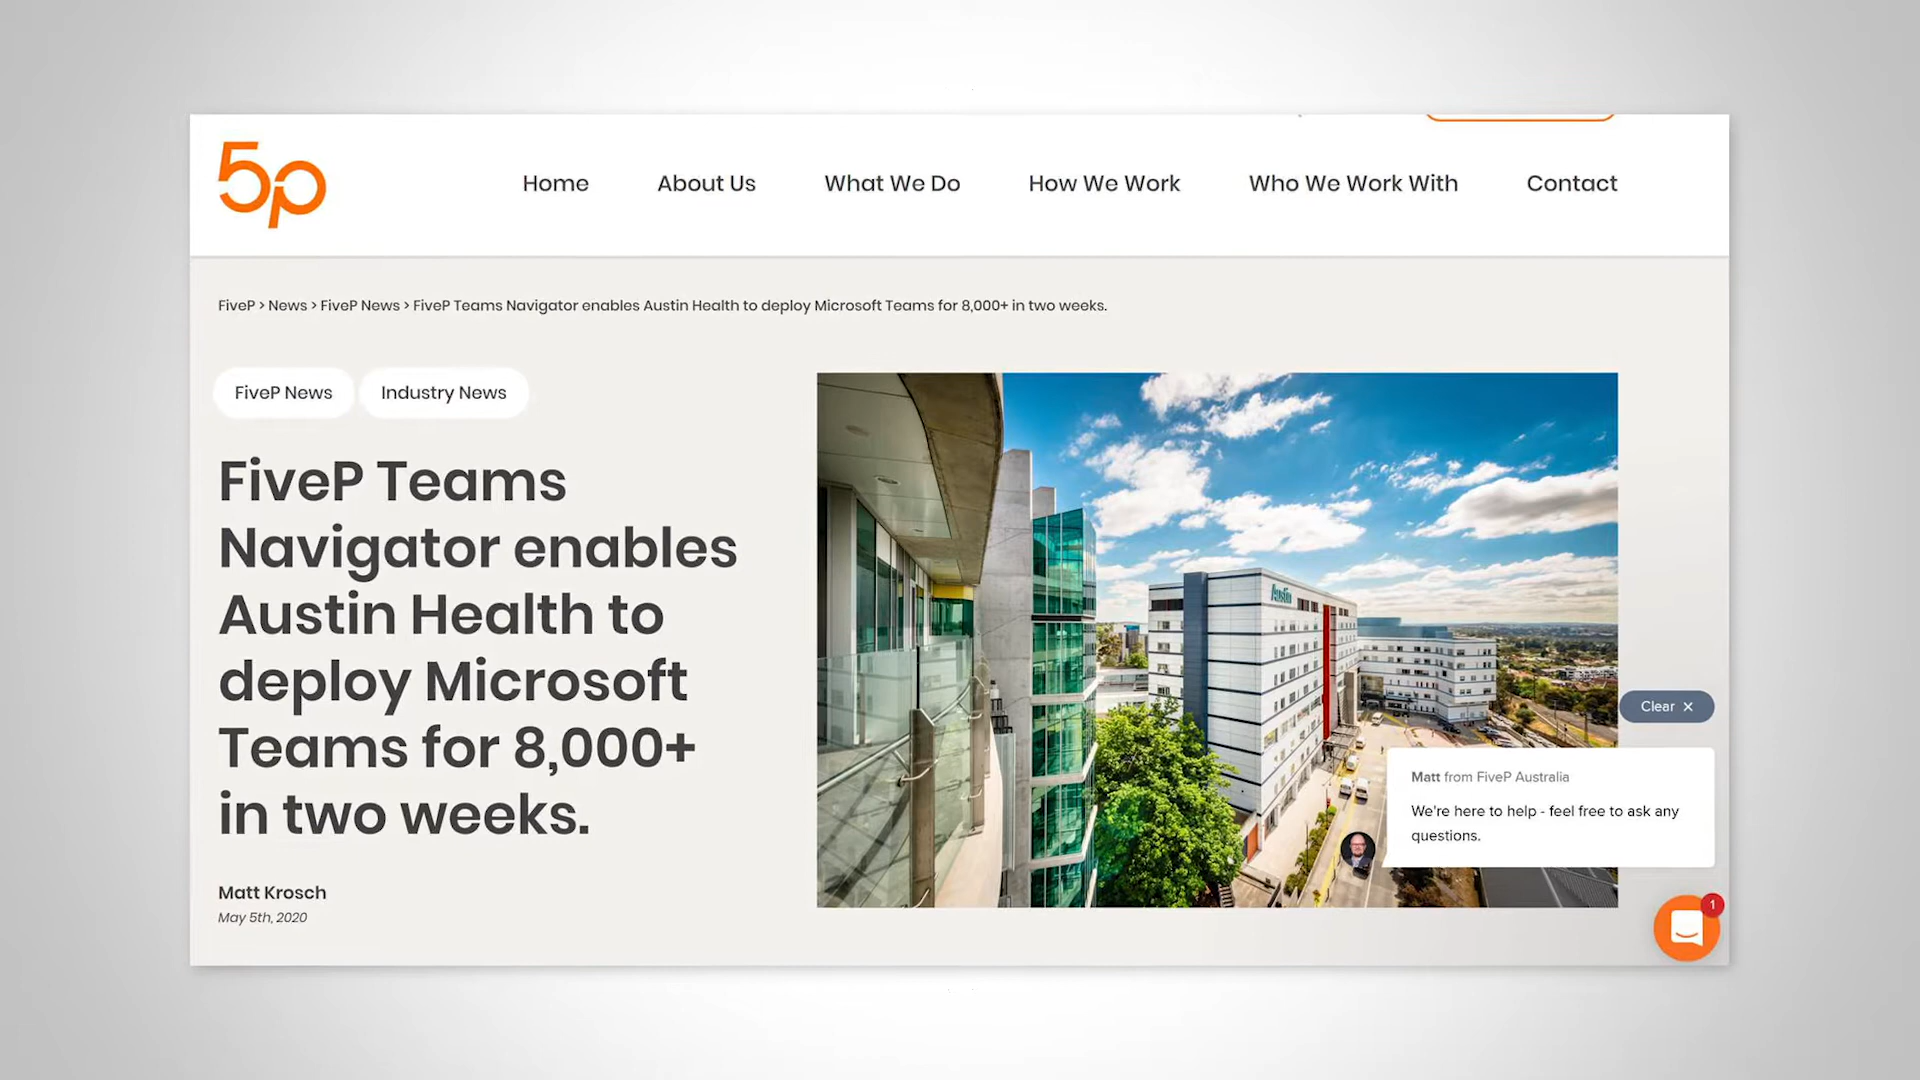 5p
Home
About Us
What We Do
How We Work
Who We Work With
Contact
FiveP > News > FiveP News > FiveP Teams Navigator enables Austin Health to deploy Microsoft Teams for 8,000+ in two weeks.
FiveP News
Industry News
FiveP Teams
Navigator enables
Austin Health to
deploy Microsoft
Teams for 8,000+
in two weeks.
Matt Krosch
May 5th, 2020
Austin
Clear ×
Matt from FiveP Australia
We're here to help - feel free to ask any
questions.
1